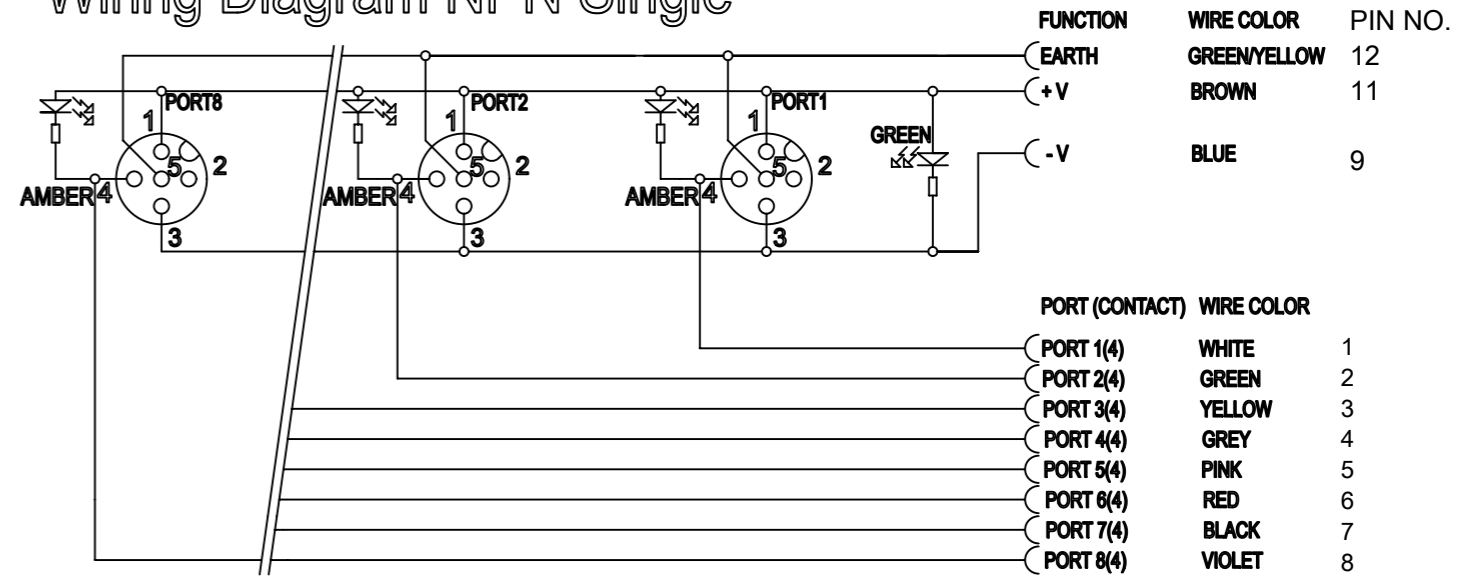 Wiring Diagram NPN Single
FUNCTION WIRE COLOR PIN NO.
EARTH GREEN/YELLOW 12
+ V BROWN 11
- V BLUE 9
PORT8 PORT2 PORT1
1 1 1
GREEN
5 2 5 2 5 2
AMBER 4 AMBER 4 AMBER 4
3 3 3
PORT (CONTACT) WIRE COLOR
PORT 1(4) WHITE 1
PORT 2(4) GREEN 2
PORT 3(4) YELLOW 3
PORT 4(4) GREY 4
PORT 5(4) PINK 5
PORT 6(4) RED 6
PORT 7(4) BLACK 7
PORT 8(4) VIOLET 8